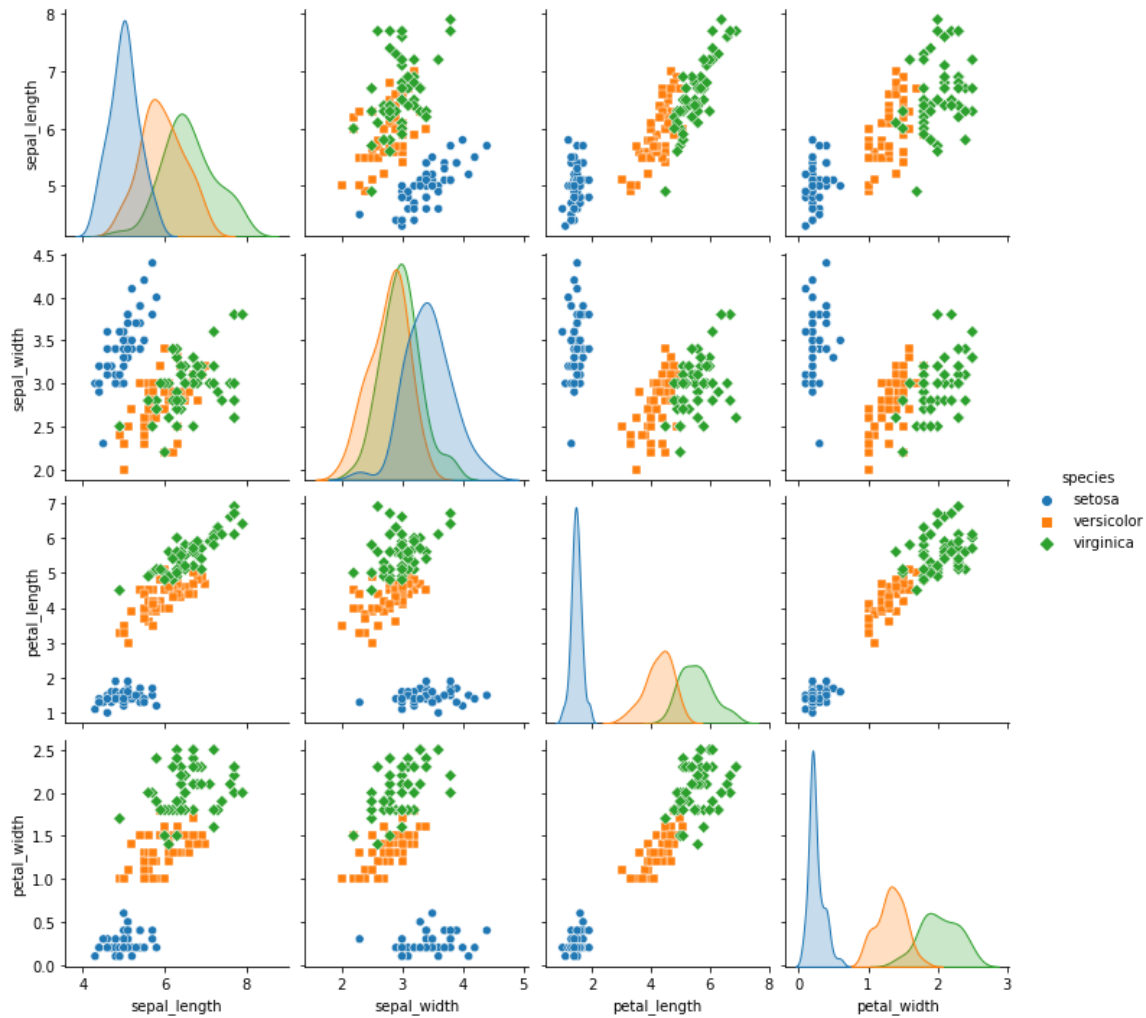 8
7
6
5
sepal_length
4.5
4.0
3.5
3.0
2.5
2.0
sepal_width
7
6
5
4
3
2
1
petal_length
species
setosa
versicolor
virginica
2.5
2.0
1.5
1.0
0.5
0.0
petal_width
4 6 8
sepal_length
2 3 4 5
sepal_width
2 4 6 8
petal_length
0 1 2 3
petal_width